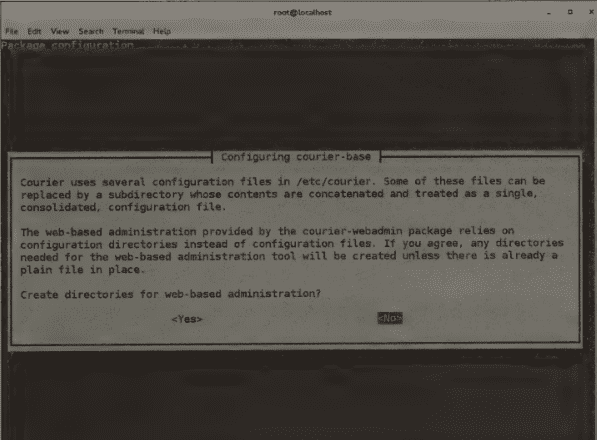 root@localhost
File Edit View Search Terminal Help
Package configuration
Configuring courier-base
Courier uses several configuration files in /etc/courier. Some of these files can be
replaced by a subdirectory whose contents are concatenated and treated as a single,
consolidated, configuration file.
The web-based administration provided by the courier-webadmin package relies on
configuration directories instead of configuration files. If you agree, any directories
needed for the web-based administration tool will be created unless there is already a
plain file in place.
Create directories for web-based administration?
<Yes> <No>